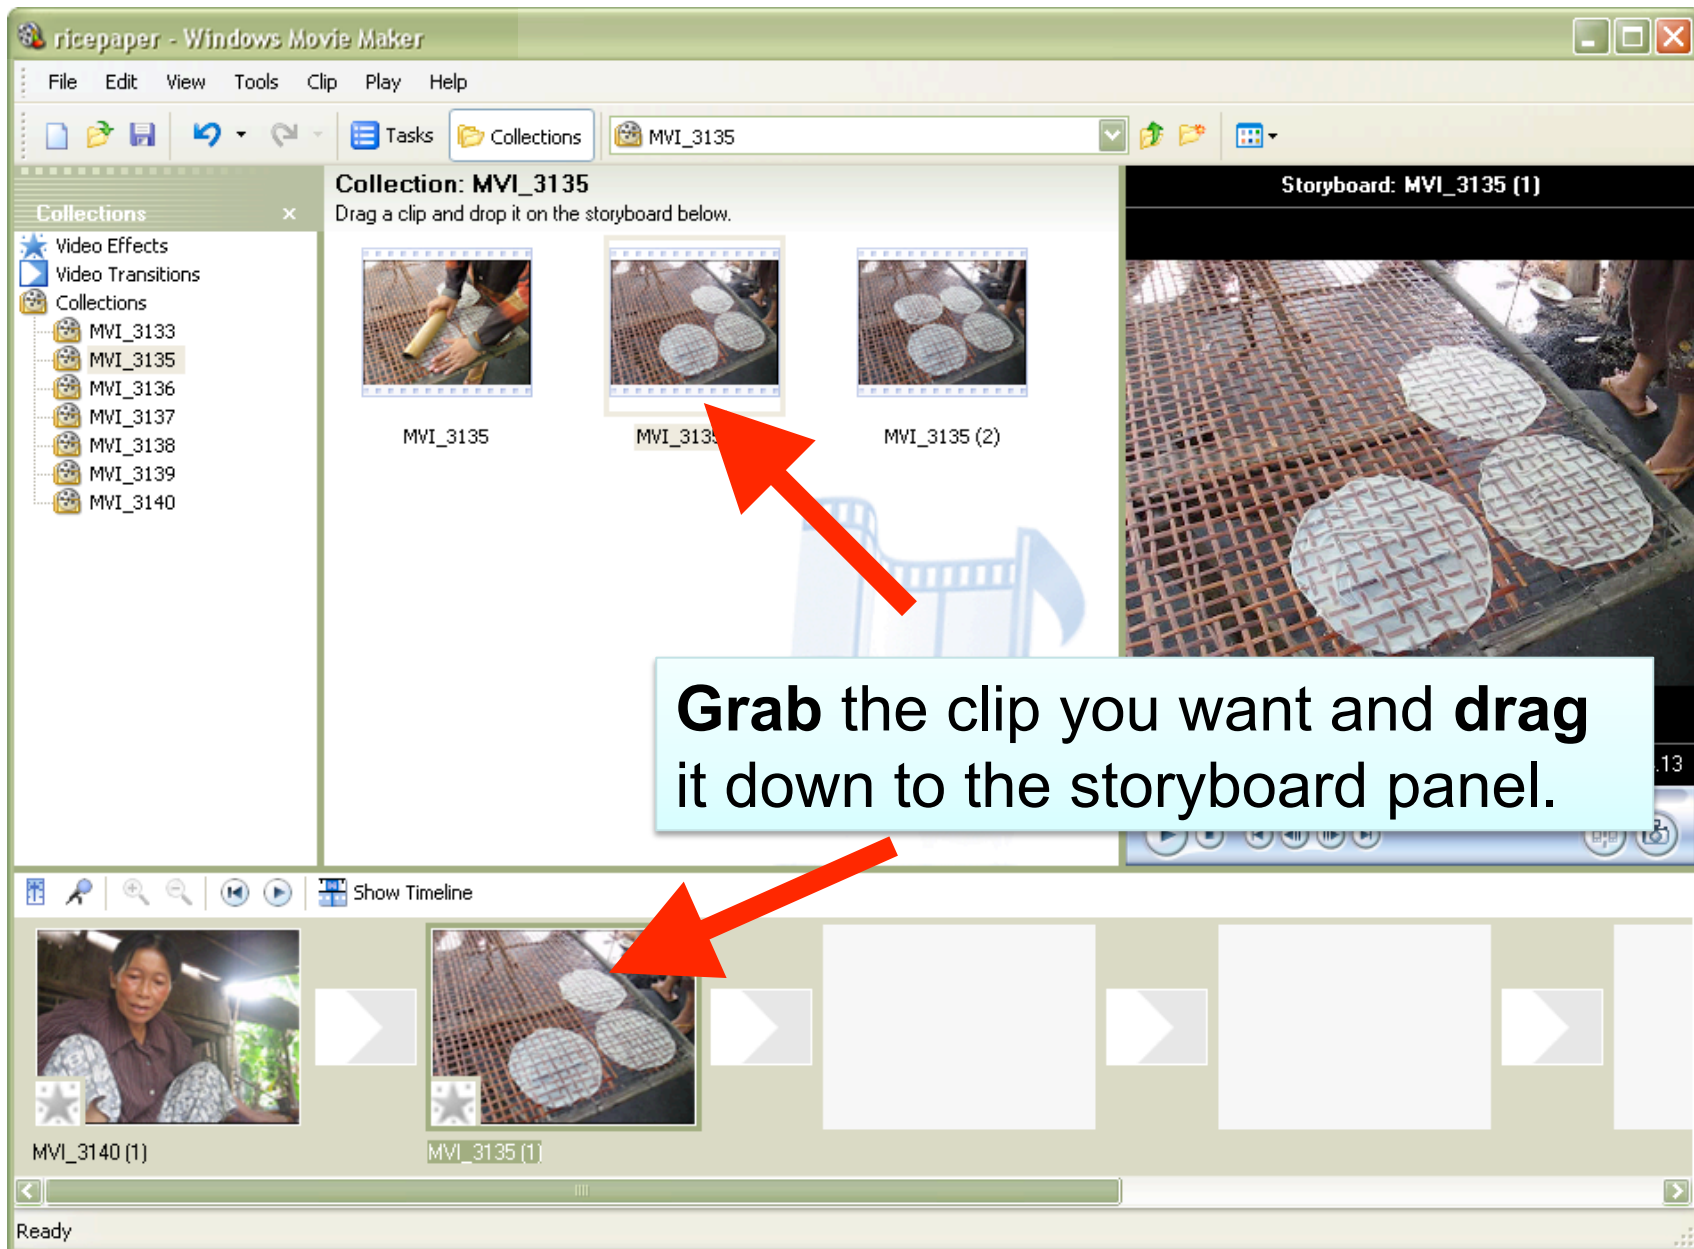 ricepaper - Windows Movie Maker
File Edit View Tools Clip Play Help
Tasks Collections MVI_3135
Collections
Video Effects
Video Transitions
Collections
MVI_3133
MVI_3135
MVI_3136
MVI_3137
MVI_3138
MVI_3139
MVI_3140
Collection: MVI_3135
Drag a clip and drop it on the storyboard below.
MVI_3135
MVI_3135
MVI_3135 (2)
Storyboard: MVI_3135 (1)
.13
Grab the clip you want and drag
it down to the storyboard panel.
Show Timeline
MVI_3140 (1)
MVI_3135 (1)
Ready